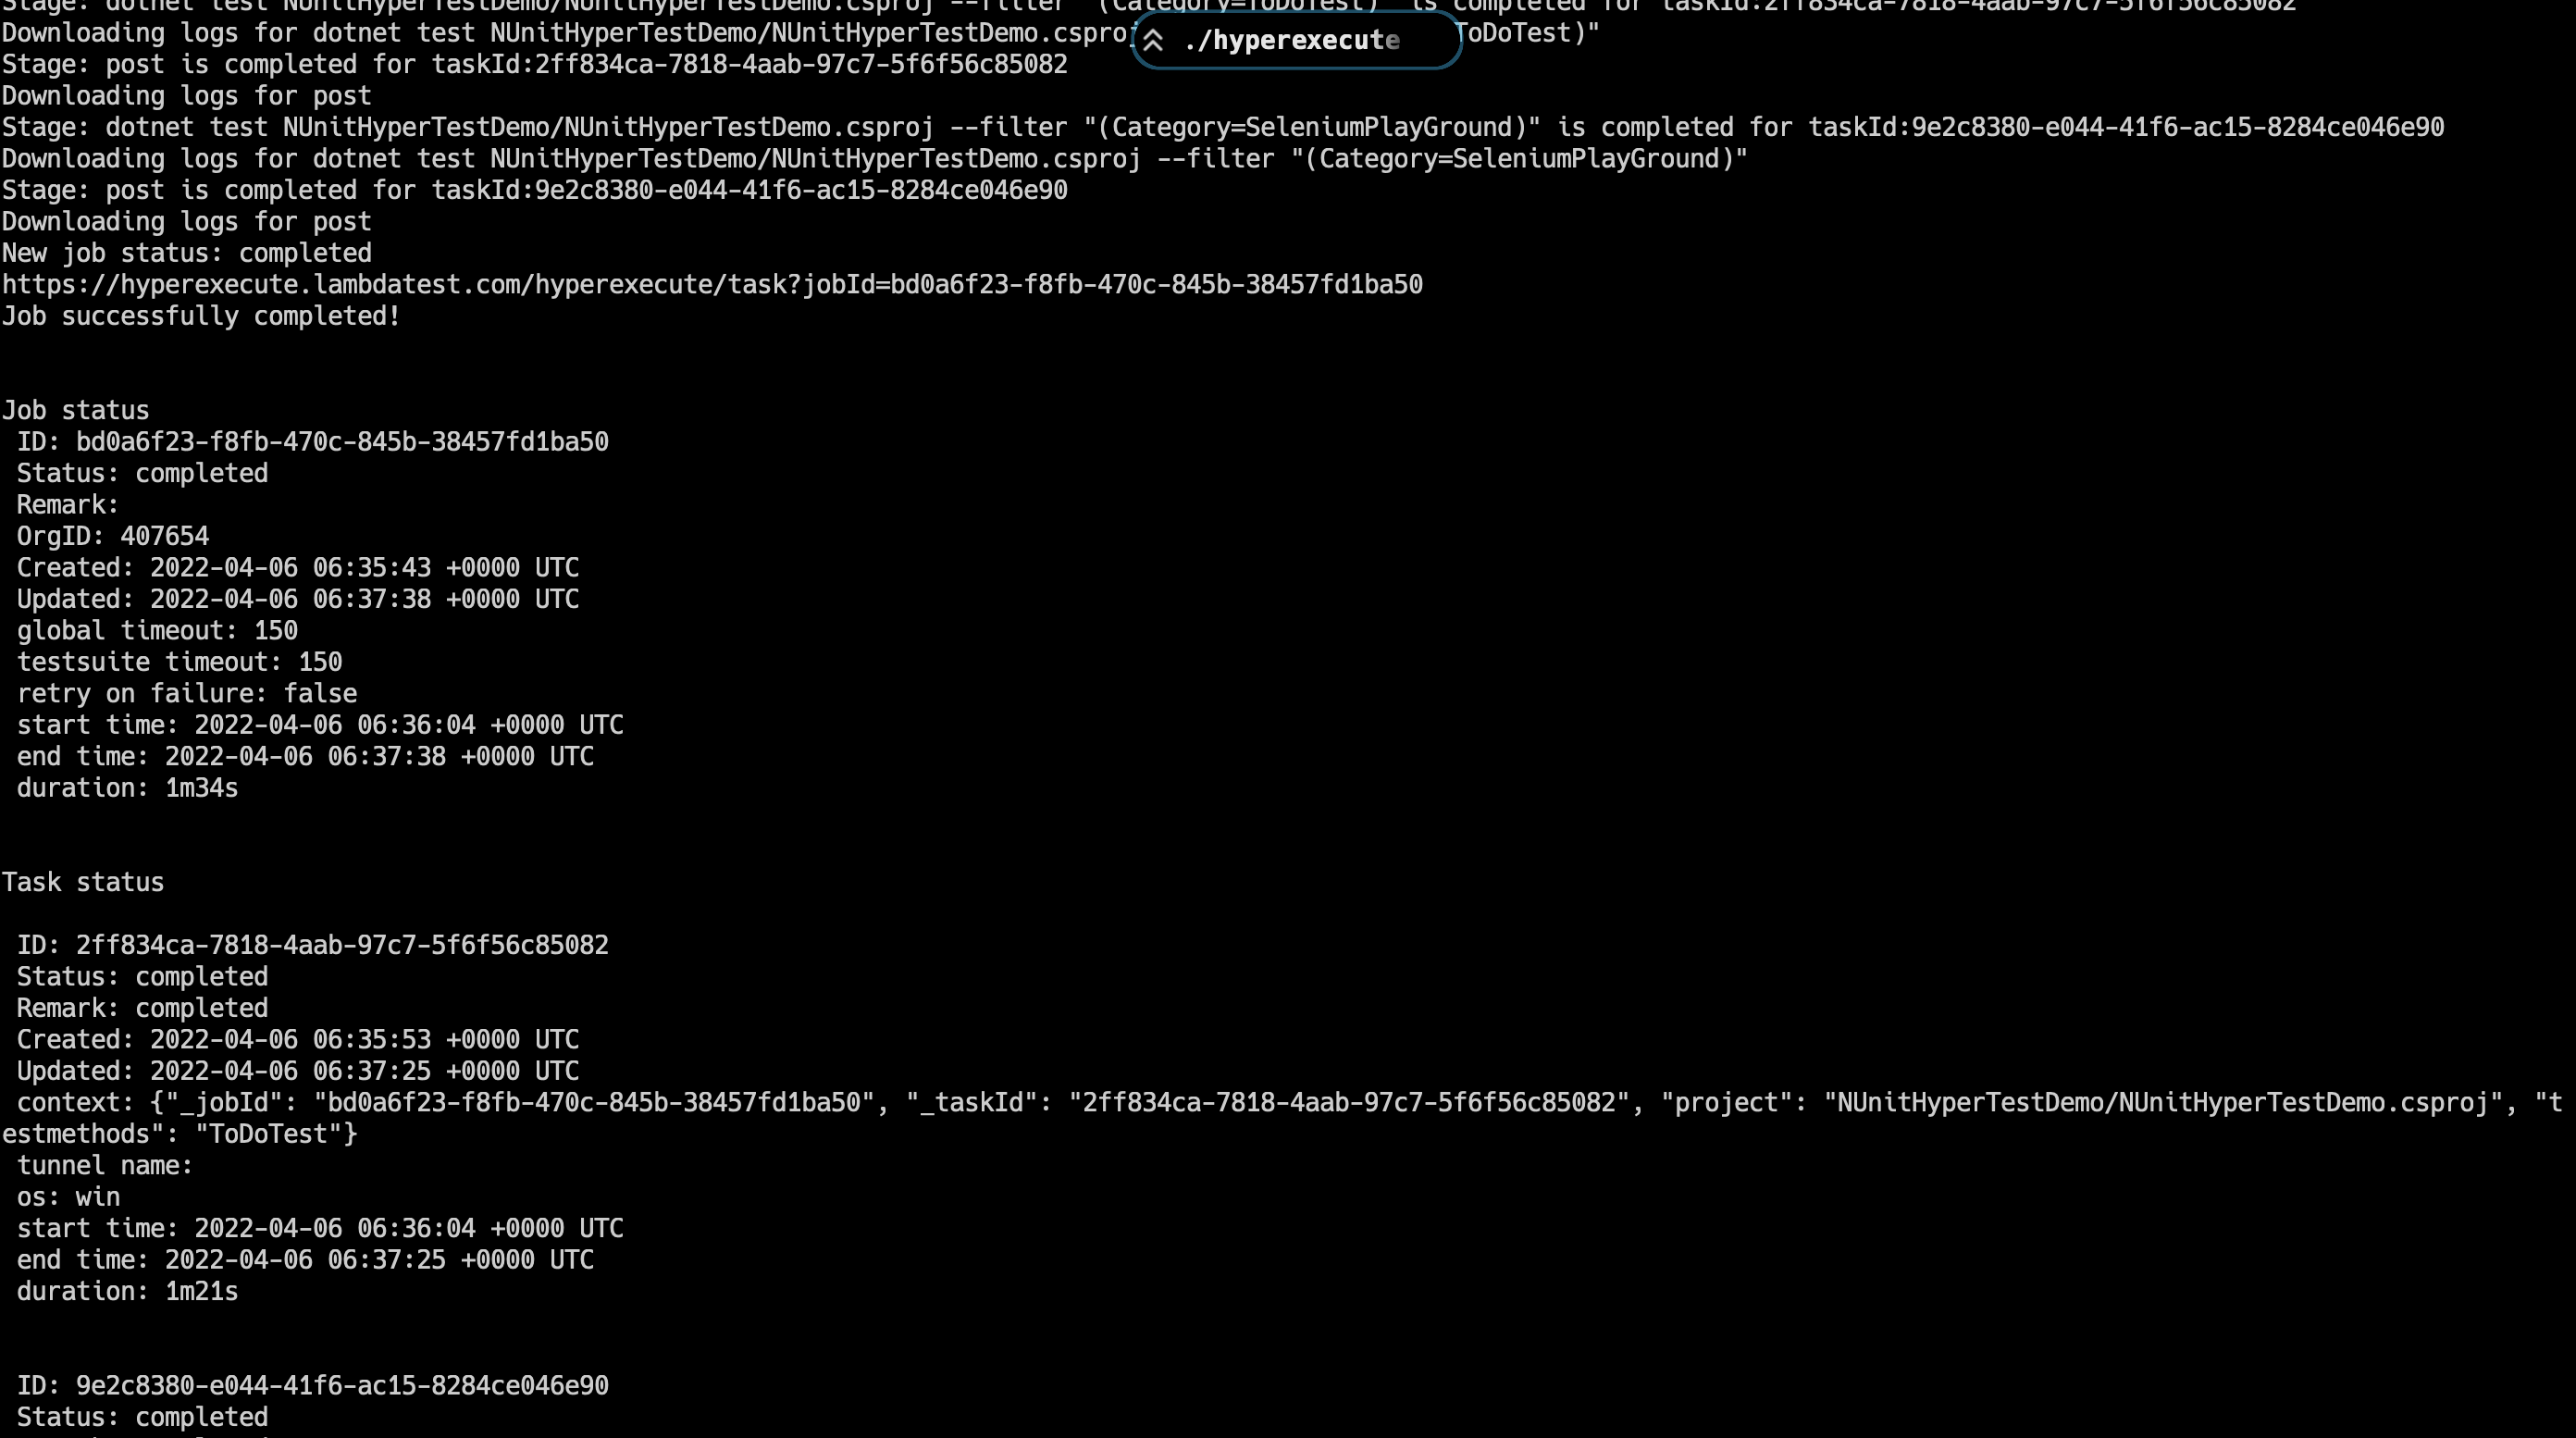 Stage: dotnet test NUnitHyperTestDemo/NUnitHyperTestDemo.csproj --filter "(Category=ToDoTest)" is completed for taskId:2ff834ca-7818-4aab-97c7-5f6f56c85082
Downloading logs for dotnet test NUnitHyperTestDemo/NUnitHyperTestDemo.csproj ToDoTest)"
./hyperexecute
Stage: post is completed for taskId:2ff834ca-7818-4aab-97c7-5f6f56c85082
Downloading logs for post
Stage: dotnet test NUnitHyperTestDemo/NUnitHyperTestDemo.csproj --filter "(Category=SeleniumPlayGround)" is completed for taskId:9e2c8380-e044-41f6-ac15-8284ce046e90
Downloading logs for dotnet test NUnitHyperTestDemo/NUnitHyperTestDemo.csproj --filter "(Category=SeleniumPlayGround)"
Stage: post is completed for taskId:9e2c8380-e044-41f6-ac15-8284ce046e90
Downloading logs for post
New job status: completed
https://hyperexecute.lambdatest.com/hyperexecute/task?jobId=bd0a6f23-f8fb-470c-845b-38457fd1ba50
Job successfully completed!
Job status
ID: bd0a6f23-f8fb-470c-845b-38457fd1ba50
Status: completed
Remark:
OrgID: 407654
Created: 2022-04-06 06:35:43 +0000 UTC
Updated: 2022-04-06 06:37:38 +0000 UTC
global timeout: 150
testsuite timeout: 150
retry on failure: false
start time: 2022-04-06 06:36:04 +0000 UTC
end time: 2022-04-06 06:37:38 +0000 UTC
duration: 1m34s
Task status
ID: 2ff834ca-7818-4aab-97c7-5f6f56c85082
Status: completed
Remark: completed
Created: 2022-04-06 06:35:53 +0000 UTC
Updated: 2022-04-06 06:37:25 +0000 UTC
context: {"_jobId": "bd0a6f23-f8fb-470c-845b-38457fd1ba50", "_taskId": "2ff834ca-7818-4aab-97c7-5f6f56c85082", "project": "NUnitHyperTestDemo/NUnitHyperTestDemo.csproj", "t
estmethods": "ToDoTest"}
tunnel name:
os: win
start time: 2022-04-06 06:36:04 +0000 UTC
end time: 2022-04-06 06:37:25 +0000 UTC
duration: 1m21s
ID: 9e2c8380-e044-41f6-ac15-8284ce046e90
Status: completed